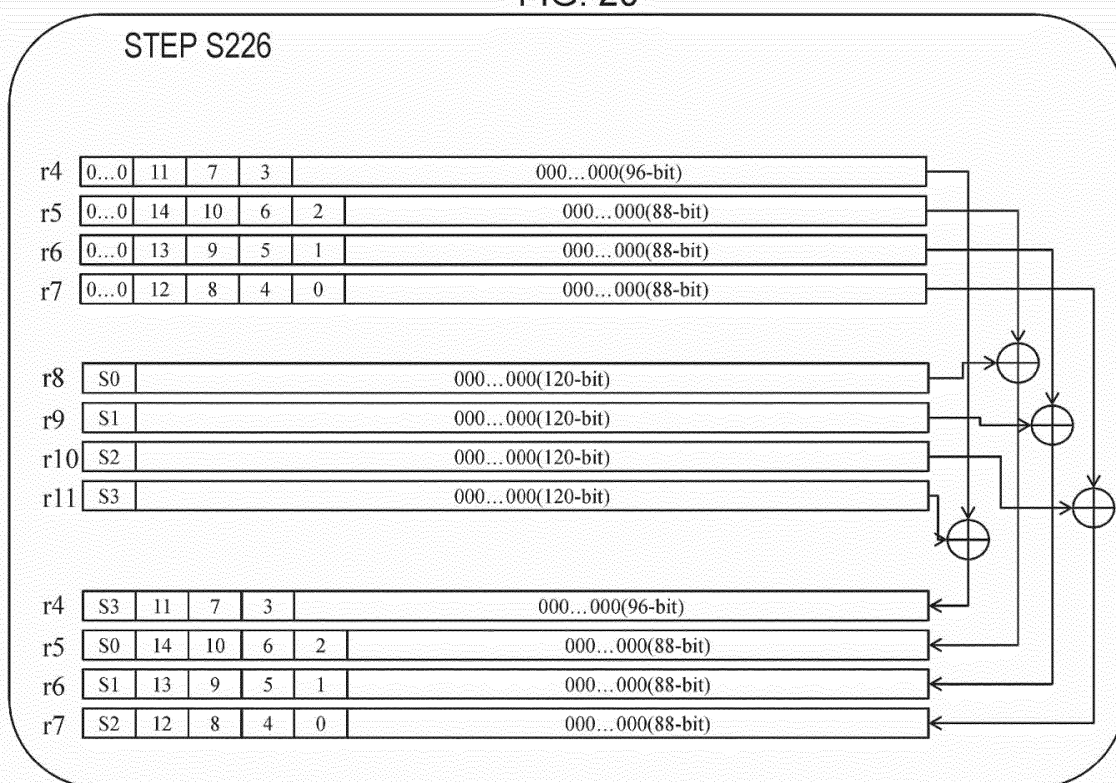 STEP S226
r4 0...0 11 7 3 000...000(96-bit)
r5 0...0 14 10 6 2 000...000(88-bit)
r6 0...0 13 9 5 1 000...000(88-bit)
r7 0...0 12 8 4 0 000...000(88-bit)
r8 S0 000...000(120-bit)
r9 S1 000...000(120-bit)
r10 S2 000...000(120-bit)
r11 S3 000...000(120-bit)
r4 S3 11 7 3 000...000(96-bit)
r5 S0 14 10 6 2 000...000(88-bit)
r6 S1 13 9 5 1 000...000(88-bit)
r7 S2 12 8 4 0 000...000(88-bit)